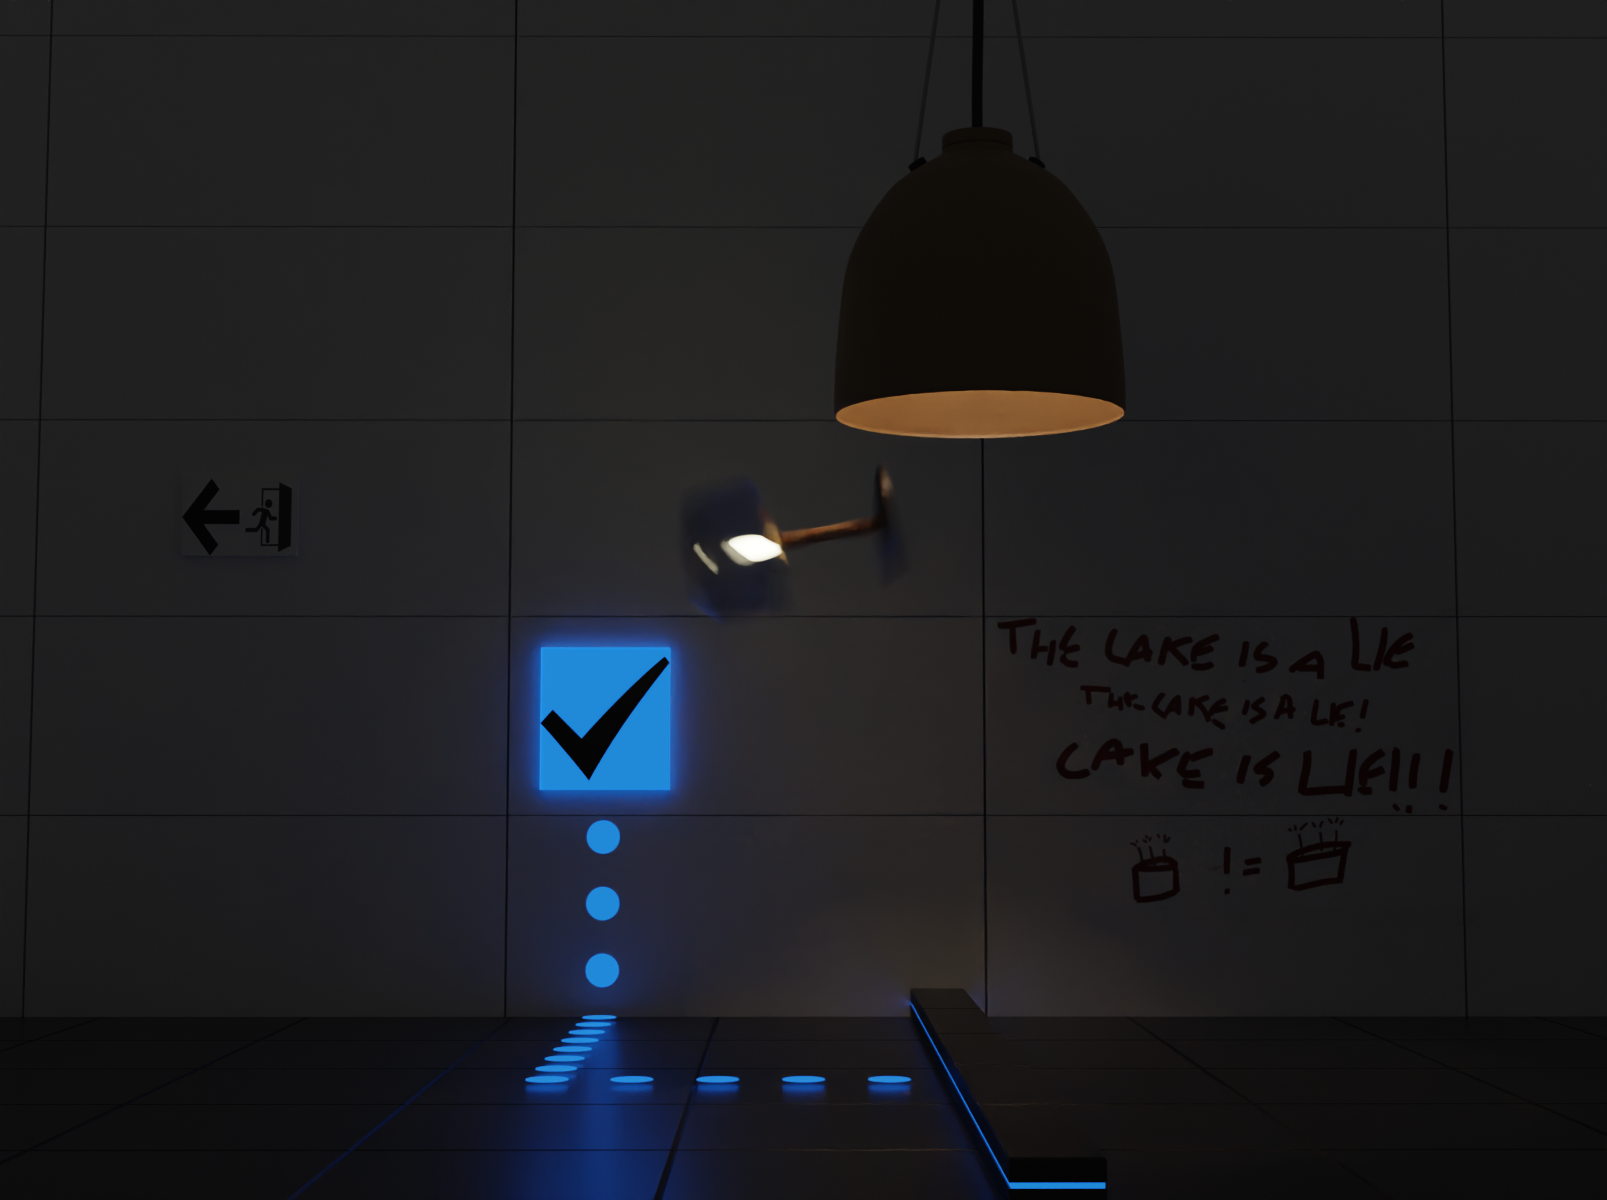 THE CAKE IS A LIE
THE CAKE IS A LIE!
CAKE IS LIE!!!
!=